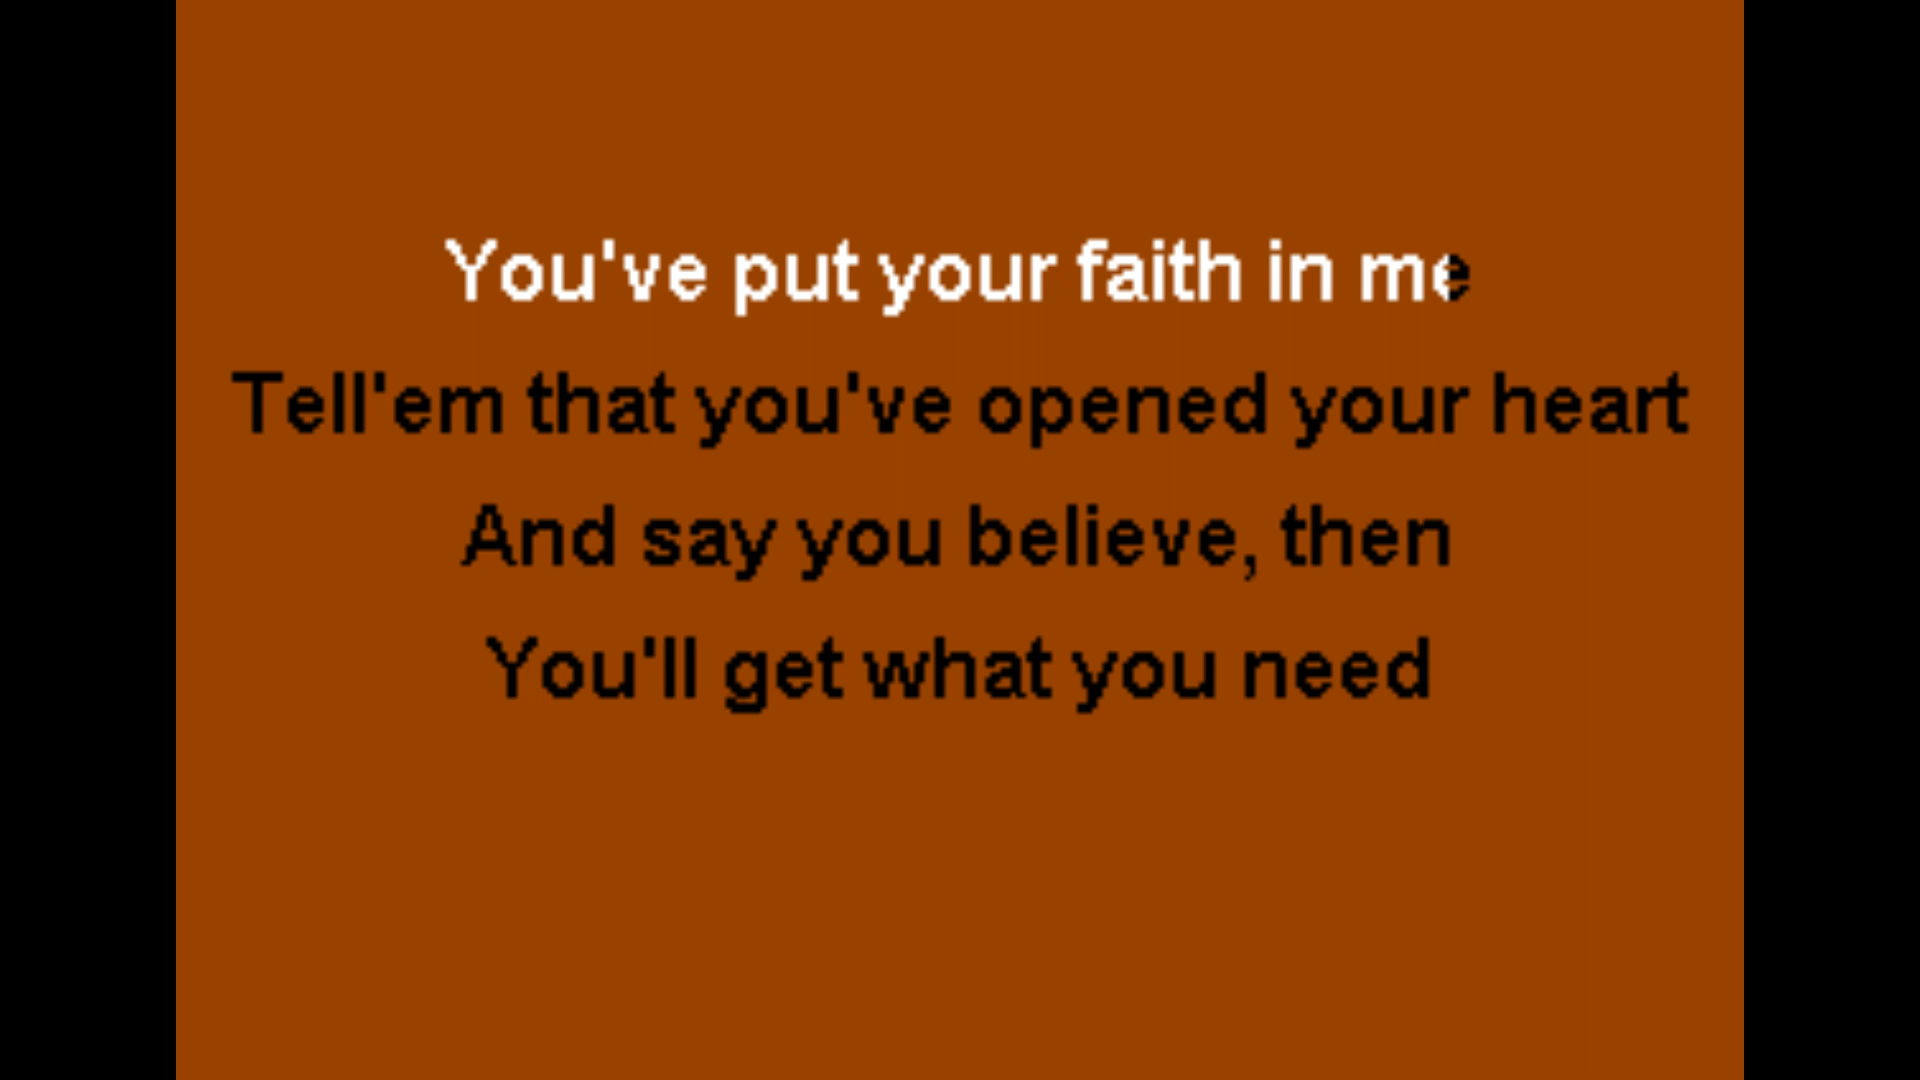 You've put your faith in me
Tell'em that you've opened your heart
And say you believe, then
You'll get what you need